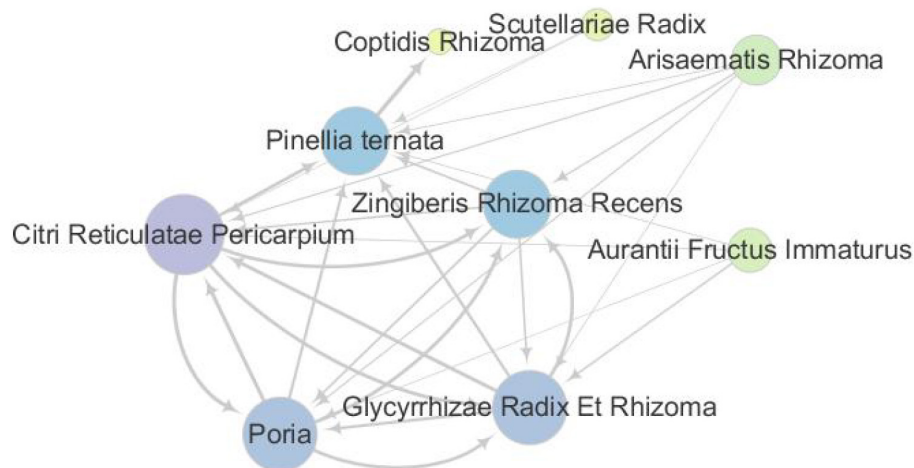 Scutellariae Radix
Coptidis Rhizoma
Arisaematis Rhizoma
Pinellia ternata
Zingiberis Rhizoma Recens
Citri Reticulatae Pericarpium
Aurantii Fructus Immaturus
Glycyrrhizae Radix Et Rhizoma
Poria